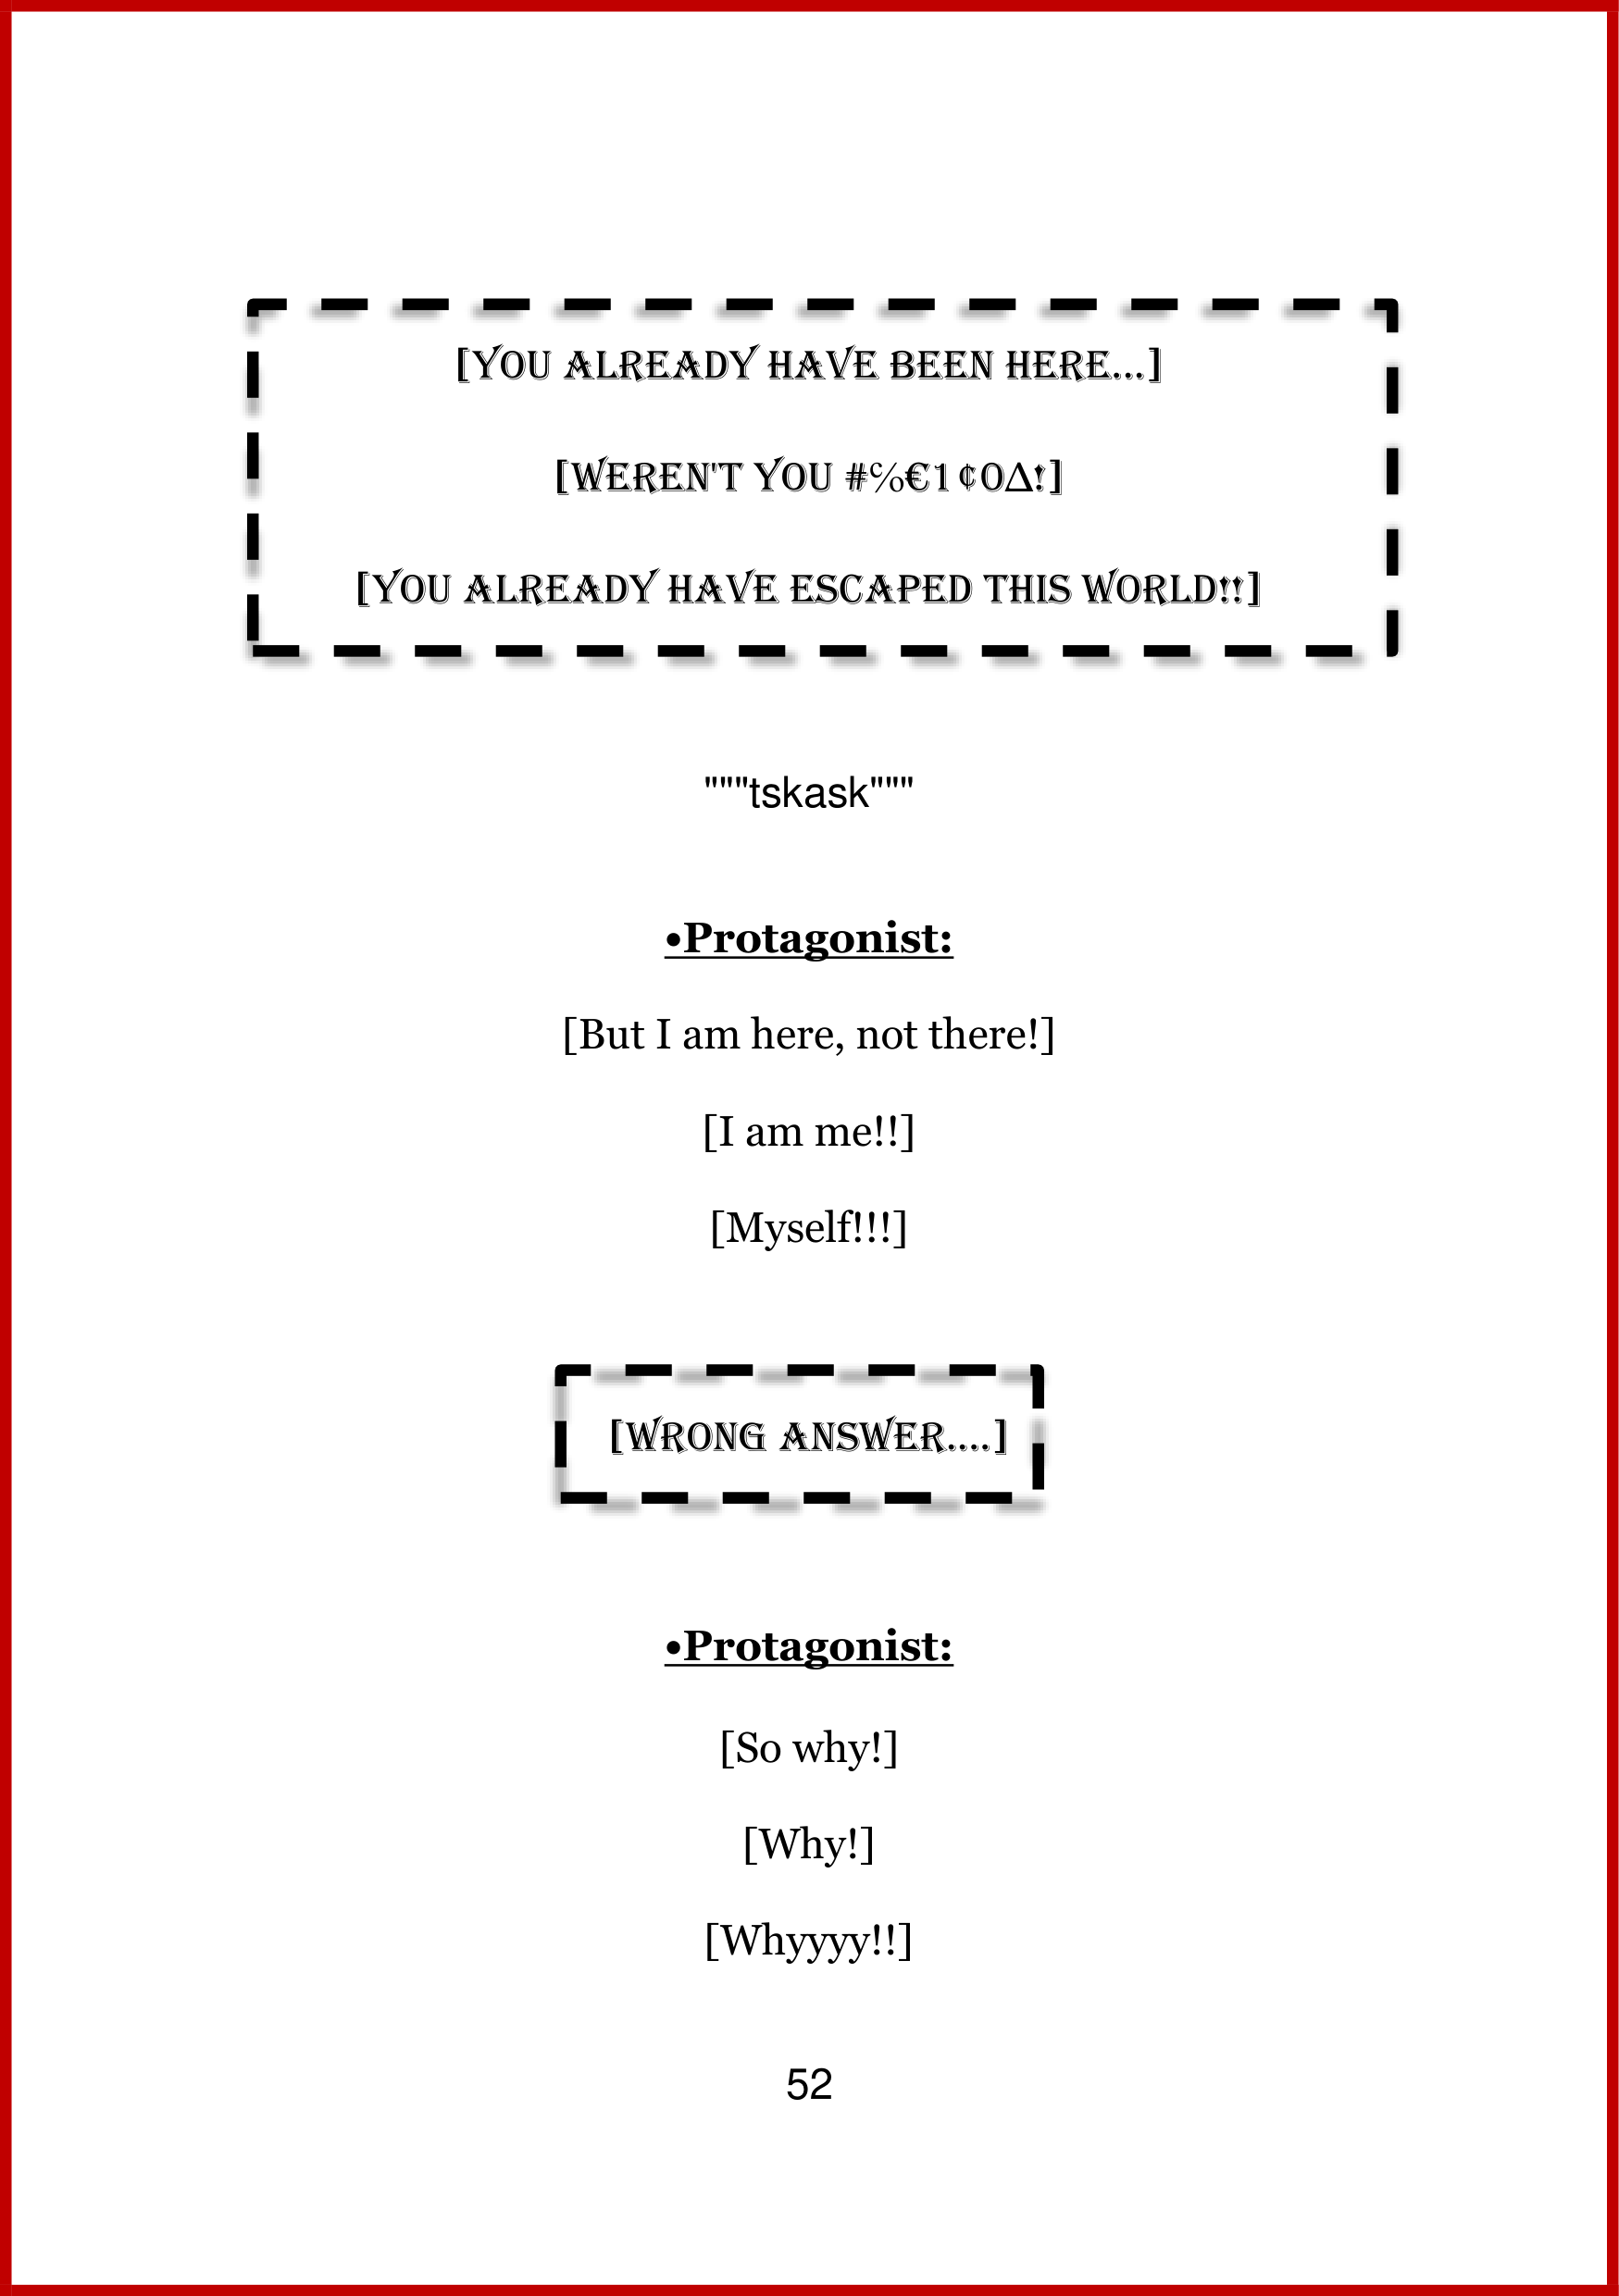 [YOU ALREADY HAVE BEEN HERE...]
[WEREN'T YOU #℅€1¢0∆!]
[YOU ALREADY HAVE ESCAPED THIS WORLD!!]
"""tskask"""
•Protagonist:
[But I am here, not there!]
[I am me!!]
[Myself!!!]
[WRONG ANSWER....]
•Protagonist:
[So why!]
[Why!]
[Whyyyy!!]
52